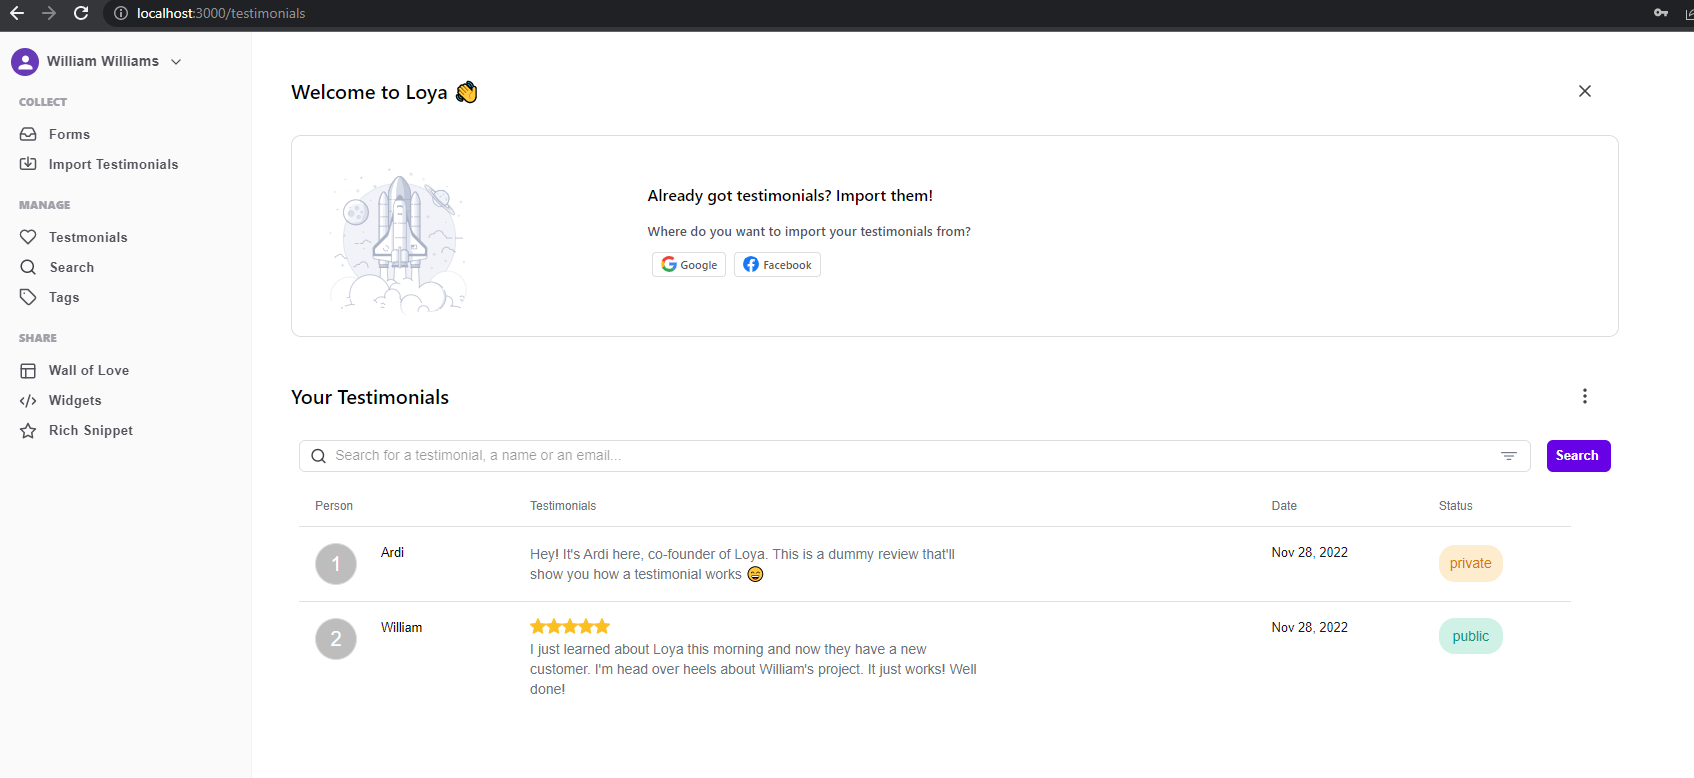 localhost:3000/testimonials
William Williams
COLLECT
Forms
Import Testimonials
MANAGE
Testmonials
Search
Tags
SHARE
Wall of Love
Widgets
Rich Snippet
Welcome to Loya 👋
Already got testimonials? Import them!
Where do you want to import your testimonials from?
Google Facebook
Your Testimonials
Search for a testimonial, a name or an email...
Search
Person Testimonials Date Status
1 Ardi
Hey! It's Ardi here, co-founder of Loya. This is a dummy review that'll
show you how a testimonial works 😄
Nov 28, 2022
private
2 William
I just learned about Loya this morning and now they have a new
customer. I'm head over heels about William's project. It just works! Well
done!
Nov 28, 2022
public